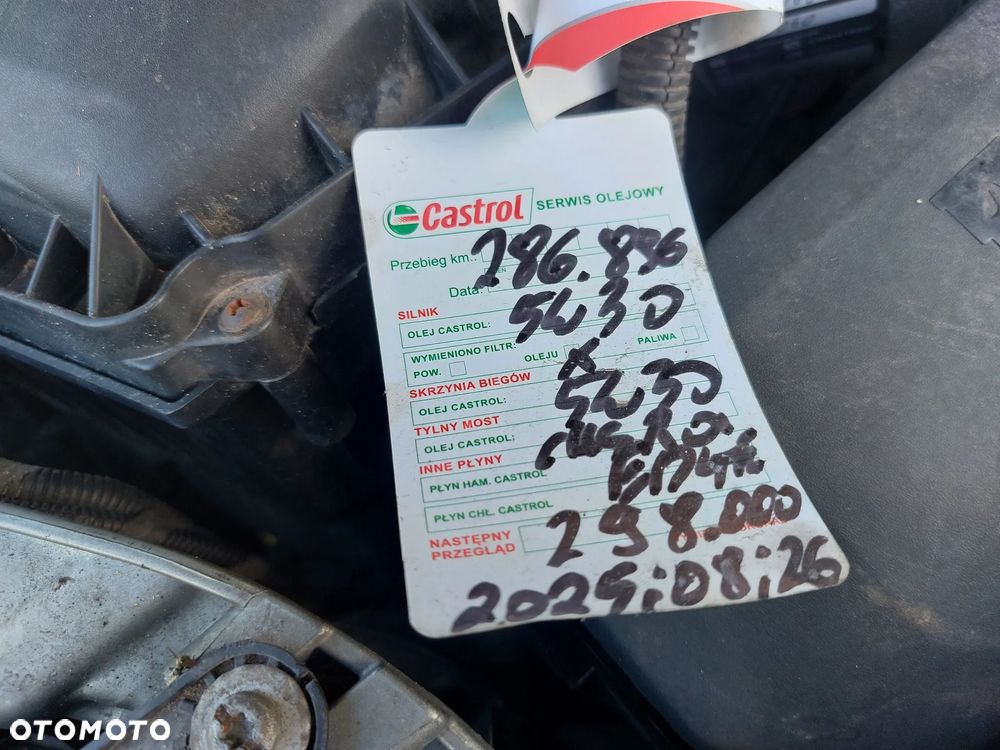 Castrol SERWIS OLEJOWY
Przebieg km.: 286.896
Data:
SILNIK
OLEJ CASTROL: 5W30
WYMIENIONO FILTR:
POW. OLEJU X PALIWA
SKRZYNIA BIEGÓW
OLEJ CASTROL: 5W30
TYLNY MOST
OLEJ CASTROL:
INNE PŁYNY
PŁYN HAM. CASTROL
PŁYN CHŁ. CASTROL
NASTĘPNY PRZEGLĄD 298.000
2025;08;26
OTOMOTO